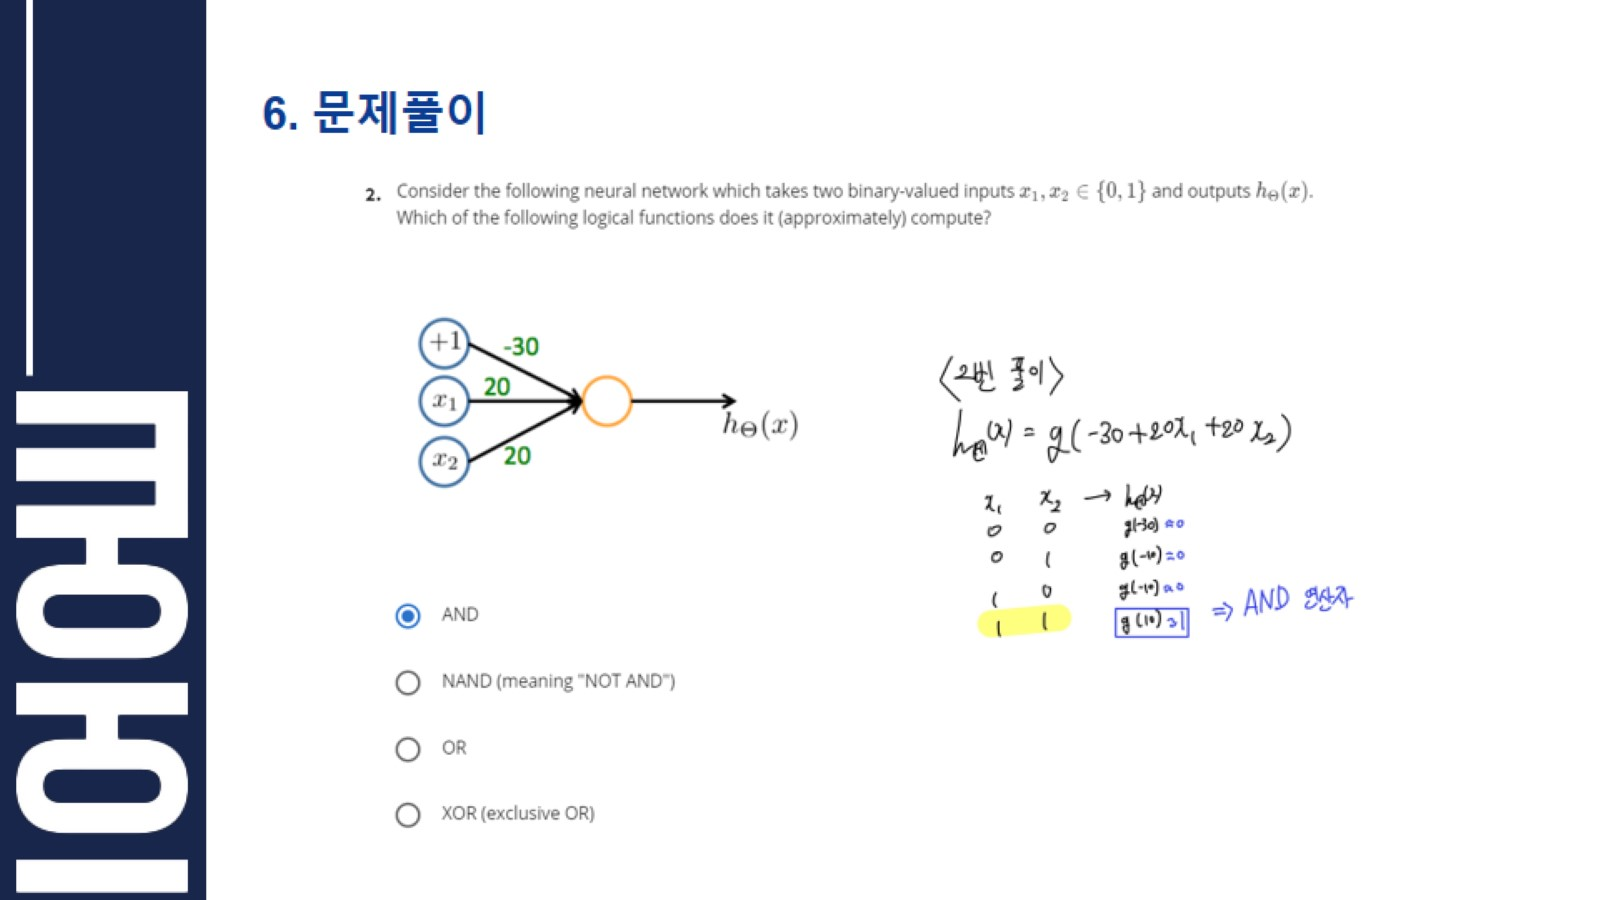 6. 문제풀이
2. Consider the following neural network which takes two binary-valued inputs x₁, x₂ ∈ {0, 1} and outputs hΘ(x).
Which of the following logical functions does it (approximately) compute?
+1
-30
x₁
20
x₂
20
hΘ(x)
<2번 풀이>
hΘ(x) = g(-30+20x₁+20x₂)
x₁ x₂ → hΘ(x)
0 0 g(-30) ≈0
0 1 g(-10) ≈0
1 0 g(-10) ≈0
1 1 g(10) ≈1
⇒ AND 연산자
AND
NAND (meaning "NOT AND")
OR
XOR (exclusive OR)